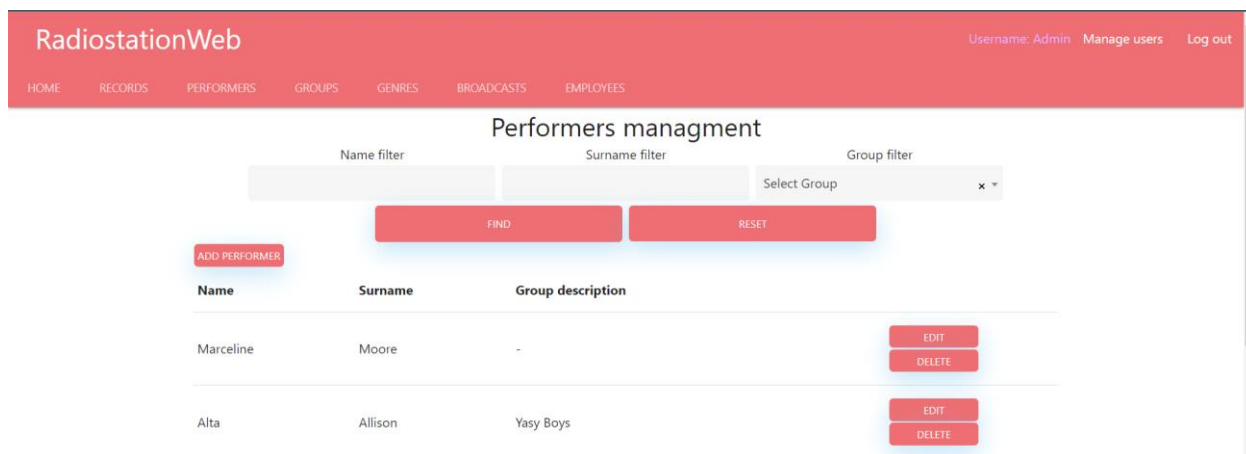 RadiostationWeb
Username: Admin Manage users Log out
HOME RECORDS PERFORMERS GROUPS GENRES BROADCASTS EMPLOYEES
Performers managment
Name filter Surname filter Group filter
Select Group × 
FIND RESET
ADD PERFORMER
Name Surname Group description
Marceline Moore - EDIT
DELETE
Alta Allison Yasy Boys EDIT
DELETE